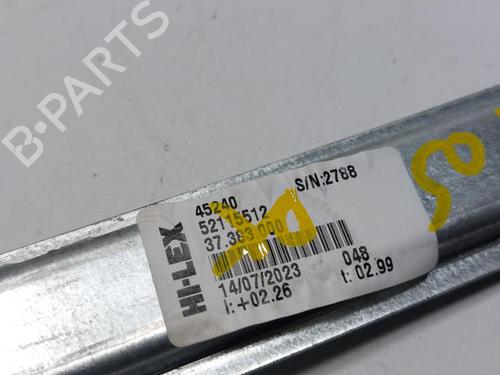 B-PARTS
HI-LEX
45240
S/N:2788
52115512
37.383.000
14/07/2023
048
I: +02.26
t: 02.99